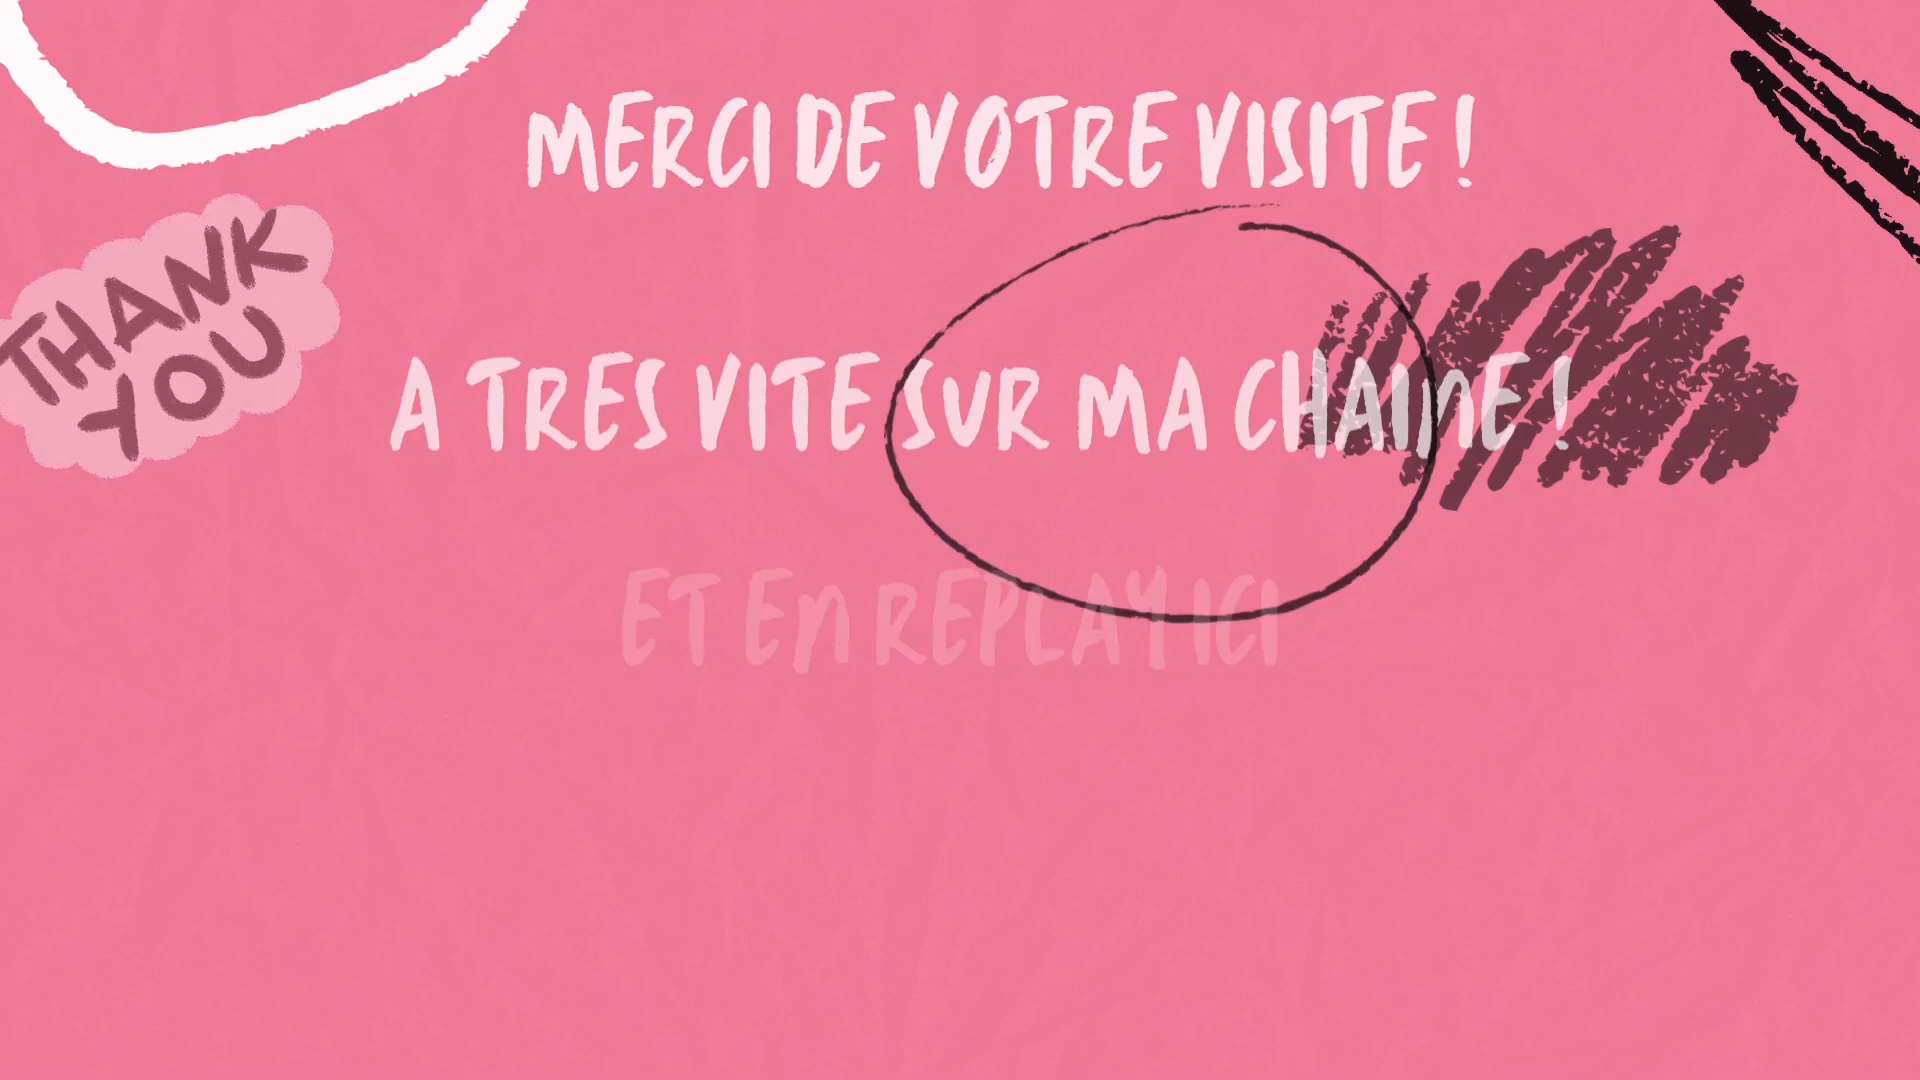 MERCI DE VOTRE VISITE !
THANK
YOU
A TRES VITE SUR MA CHAINE !
ET EN REPLAY ICI